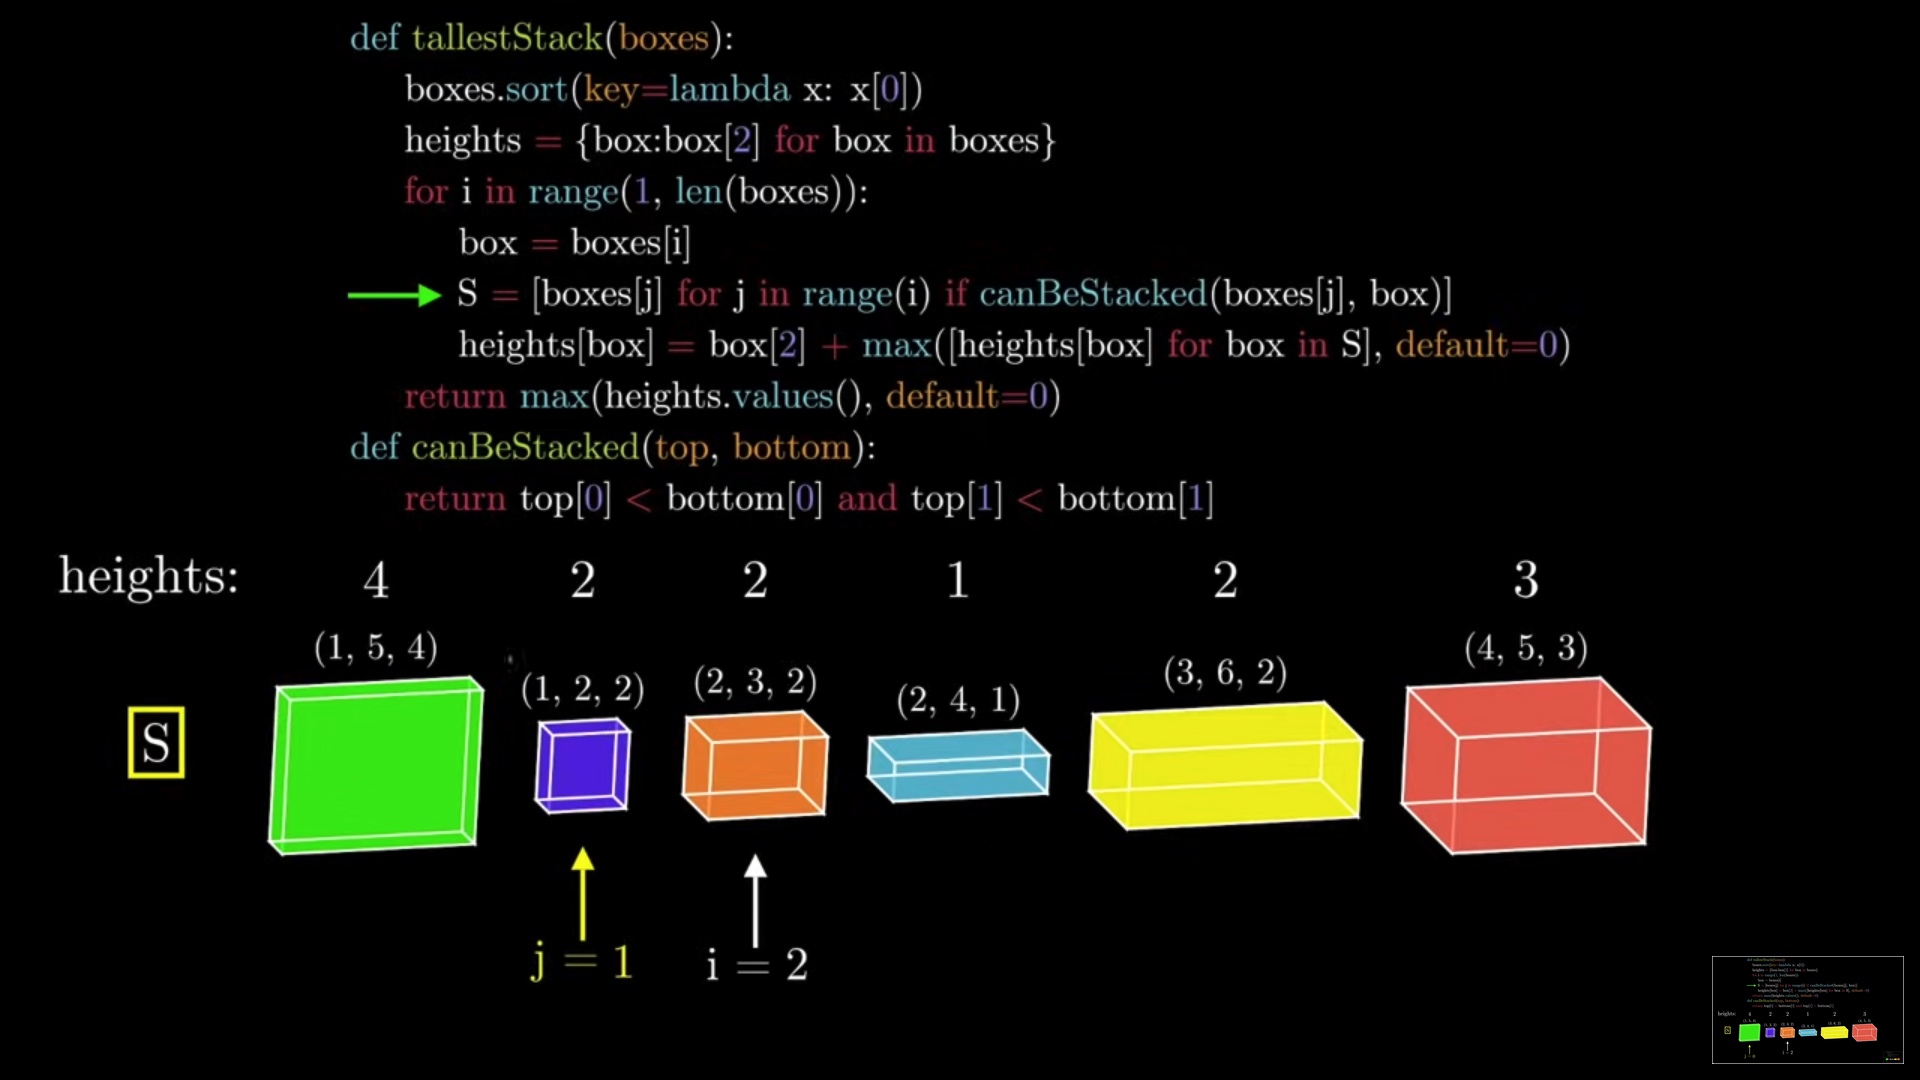 def tallestStack(boxes):
boxes.sort(key=lambda x: x[0])
heights = {box:box[2] for box in boxes}
for i in range(1, len(boxes)):
box = boxes[i]
S = [boxes[j] for j in range(i) if canBeStacked(boxes[j], box)]
heights[box] = box[2] + max([heights[box] for box in S], default=0)
return max(heights.values(), default=0)
def canBeStacked(top, bottom):
return top[0] < bottom[0] and top[1] < bottom[1]
heights: 4 2 2 1 2 3
(1, 5, 4) (1, 2, 2) (2, 3, 2) (2, 4, 1) (3, 6, 2) (4, 5, 3)
S
j = 1 i = 2